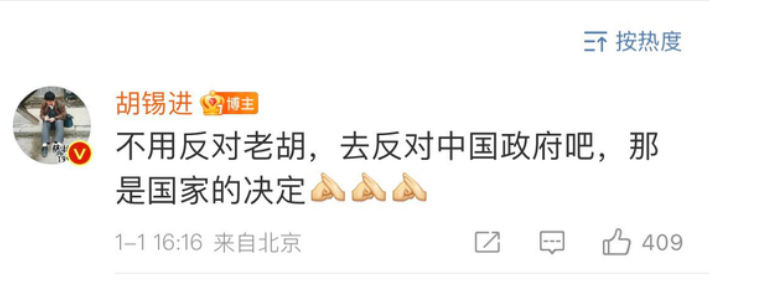 按热度
胡锡进 博主
不用反对老胡，去反对中国政府吧，那
是国家的决定
1-1 16:16 来自北京
409